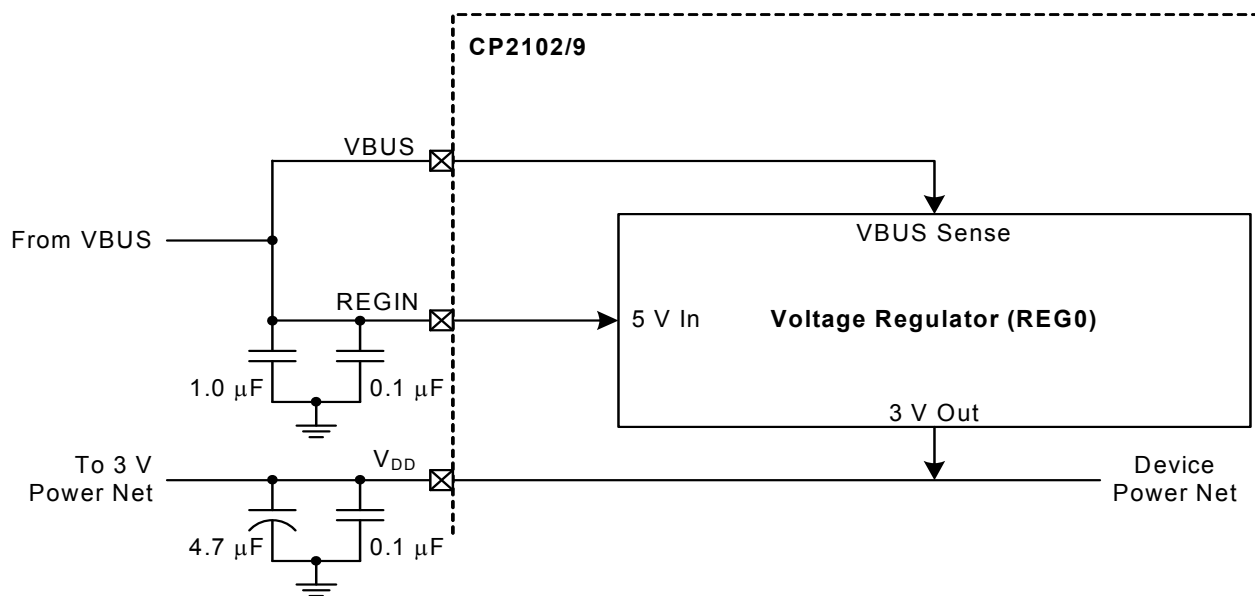 CP2102/9
VBUS
From VBUS
VBUS Sense
REGIN
5 V In
Voltage Regulator (REG0)
1.0 μF
0.1 μF
3 V Out
To 3 V
Power Net
VDD
Device
Power Net
4.7 μF
0.1 μF